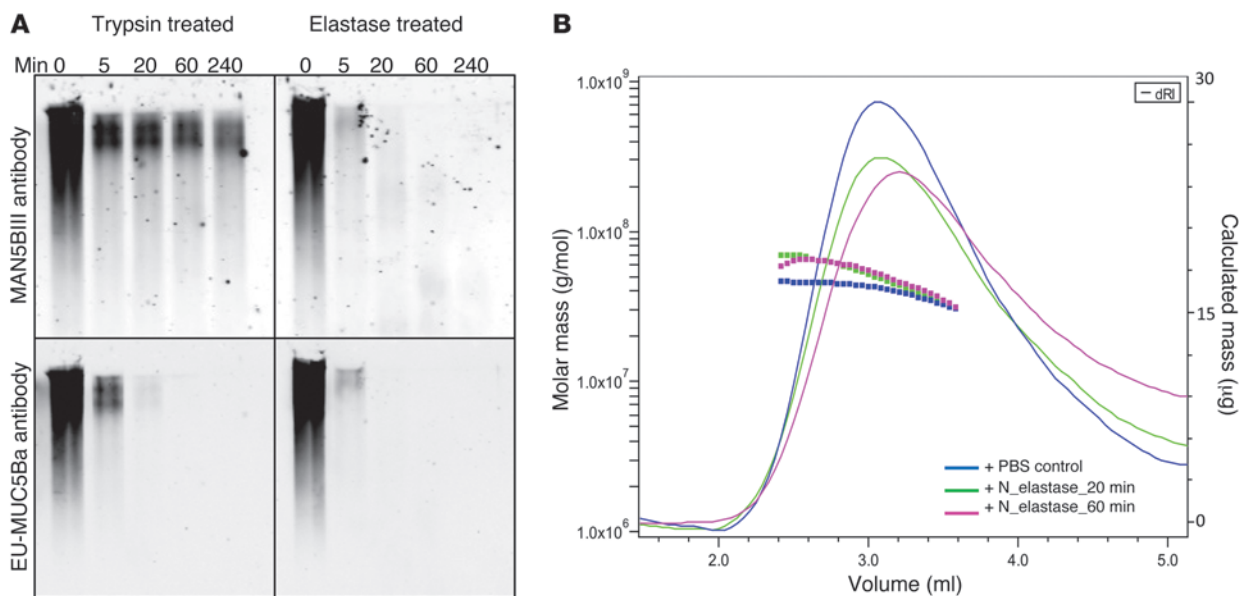 A
Trypsin treated
Elastase treated
Min 0 5 20 60 240
0 5 20 60 240
MAN5BIII antibody
EU-MUC5Ba antibody
B
– dRI
Molar mass (g/mol)
1.0x10⁹
1.0x10⁸
1.0x10⁷
1.0x10⁶
30
15
0
Calculated mass (µg)
+ PBS control
+ N_elastase_20 min
+ N_elastase_60 min
2.0 3.0 4.0 5.0
Volume (ml)